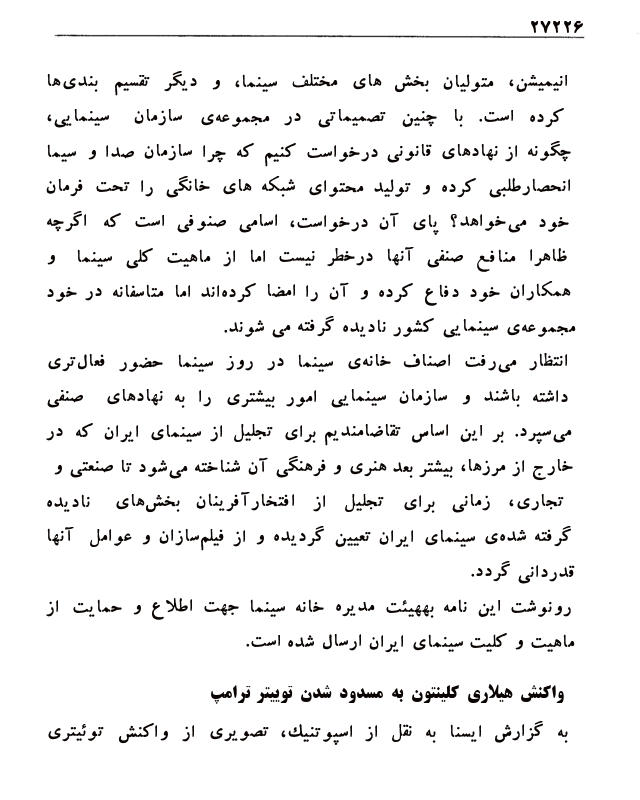 ۲۷۲۲۶
انیمیشن، متولیان بخش های مختلف سینما، و دیگر تقسیم بندی‌ها
کرده است. با چنین تصمیماتی در مجموعه‌ی سازمان سینمایی،
چگونه از نهادهای قانونی درخواست کنیم که چرا سازمان صدا و سیما
انحصارطلبی کرده و تولید محتوای شبکه های خانگی را تحت فرمان
خود می‌خواهد؟ پای آن درخواست، اسامی صنوفی است که اگرچه
ظاهرا منافع صنفی آنها درخطر نیست اما از ماهیت کلی سینما و
همکاران خود دفاع کرده و آن را امضا کرده‌اند اما متاسفانه در خود
مجموعه‌ی سینمایی کشور نادیده گرفته می شوند.
انتظار می‌رفت اصناف خانه‌ی سینما در روز سینما حضور فعال‌تری
داشته باشند و سازمان سینمایی امور بیشتری را به نهادهای صنفی
می‌سپرد. بر این اساس تقاضامندیم برای تجلیل از سینمای ایران که در
خارج از مرزها، بیشتر بعد هنری و فرهنگی آن شناخته می‌شود تا صنعتی و
تجاری، زمانی برای تجلیل از افتخارآفرینان بخش‌های نادیده
گرفته شده‌ی سینمای ایران تعیین گردیده و از فیلم‌سازان و عوامل آنها
قدردانی گردد.
رونوشت این نامه بههیئت مدیره خانه سینما جهت اطلاع و حمایت از
ماهیت و کلیت سینمای ایران ارسال شده است.
واکنش هیلاری کلینتون به مسدود شدن توییتر ترامپ
به گزارش ایسنا به نقل از اسپوتنیک، تصویری از واکنش توئیتری